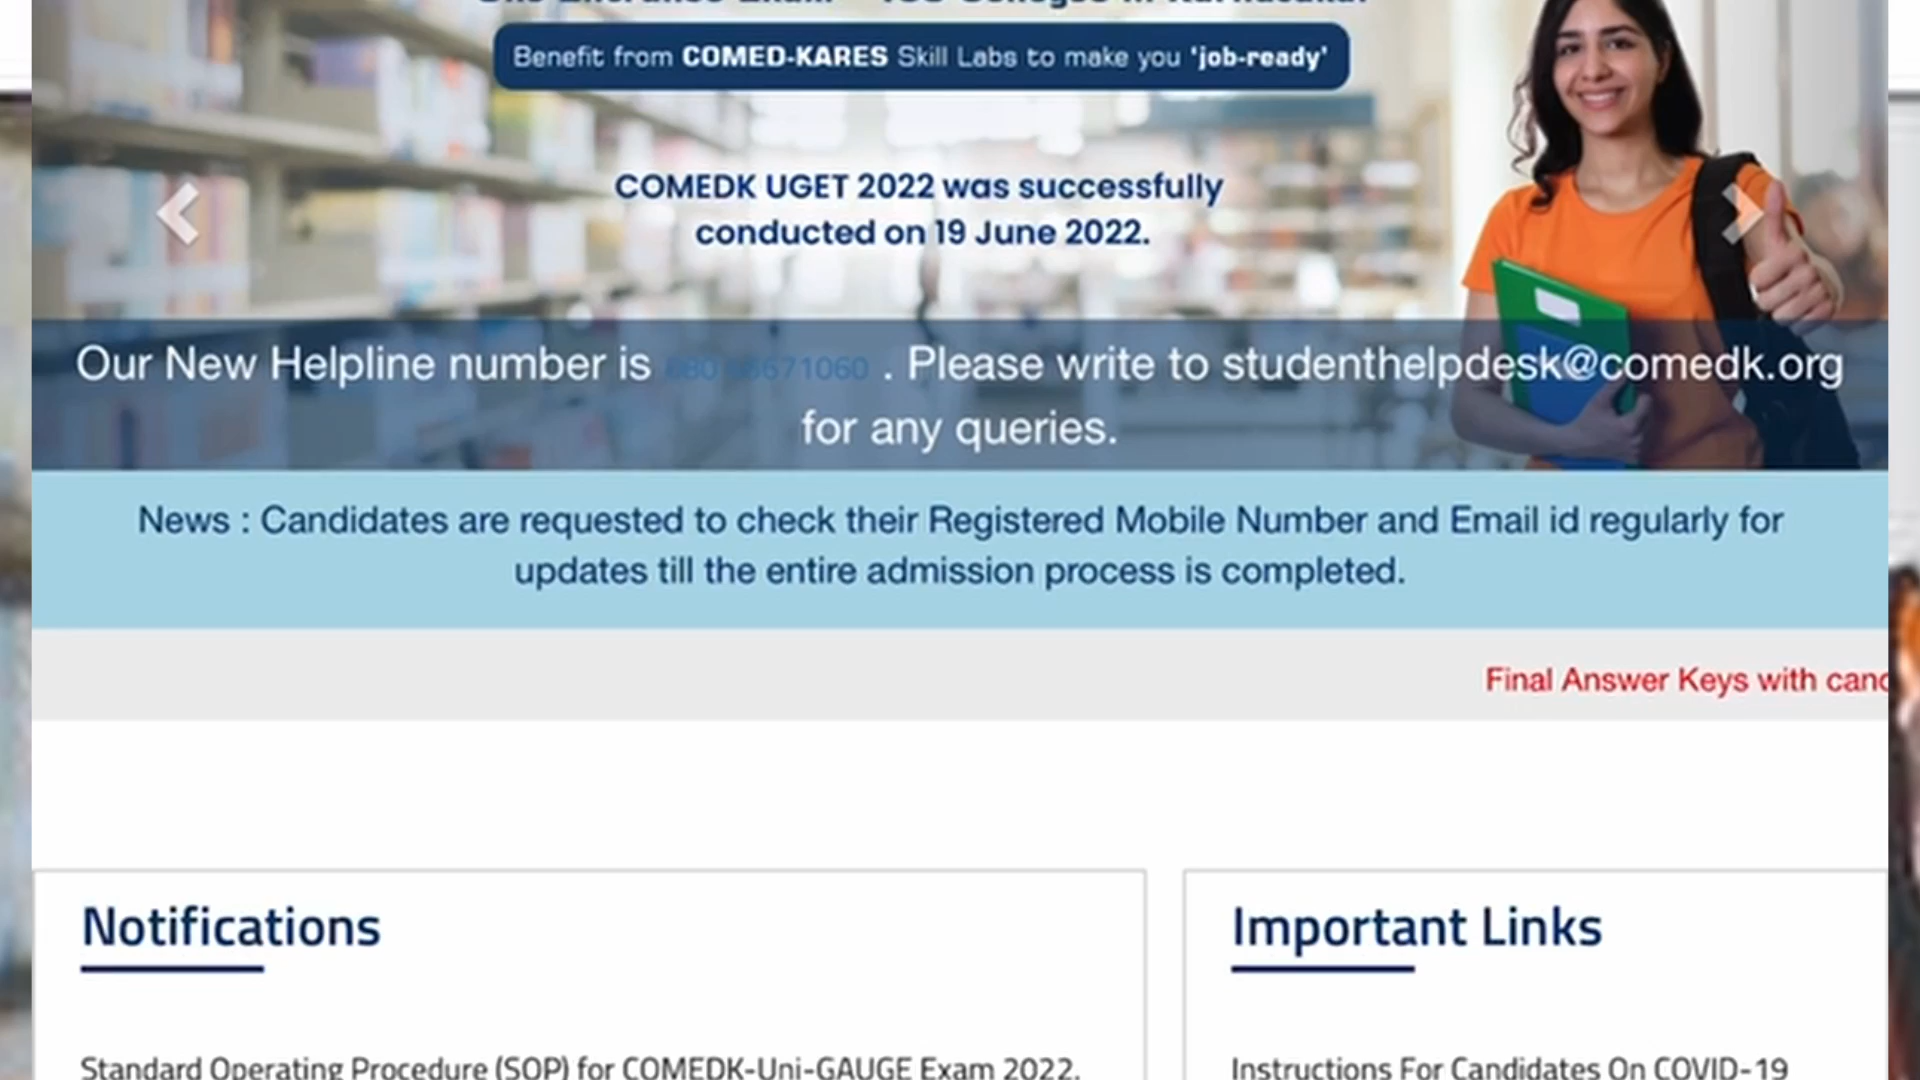 Benefit from COMED-KARES Skill Labs to make you 'job-ready'
COMEDK UGET 2022 was successfully
conducted on 19 June 2022.
Our New Helpline number is . Please write to studenthelpdesk@comedk.org
for any queries.
News : Candidates are requested to check their Registered Mobile Number and Email id regularly for
updates till the entire admission process is completed.
Final Answer Keys with
Notifications
Important Links
Standard Operating Procedure (SOP) for COMEDK-Uni-GAUGE Exam 2022.
Instructions For Candidates On COVID-19